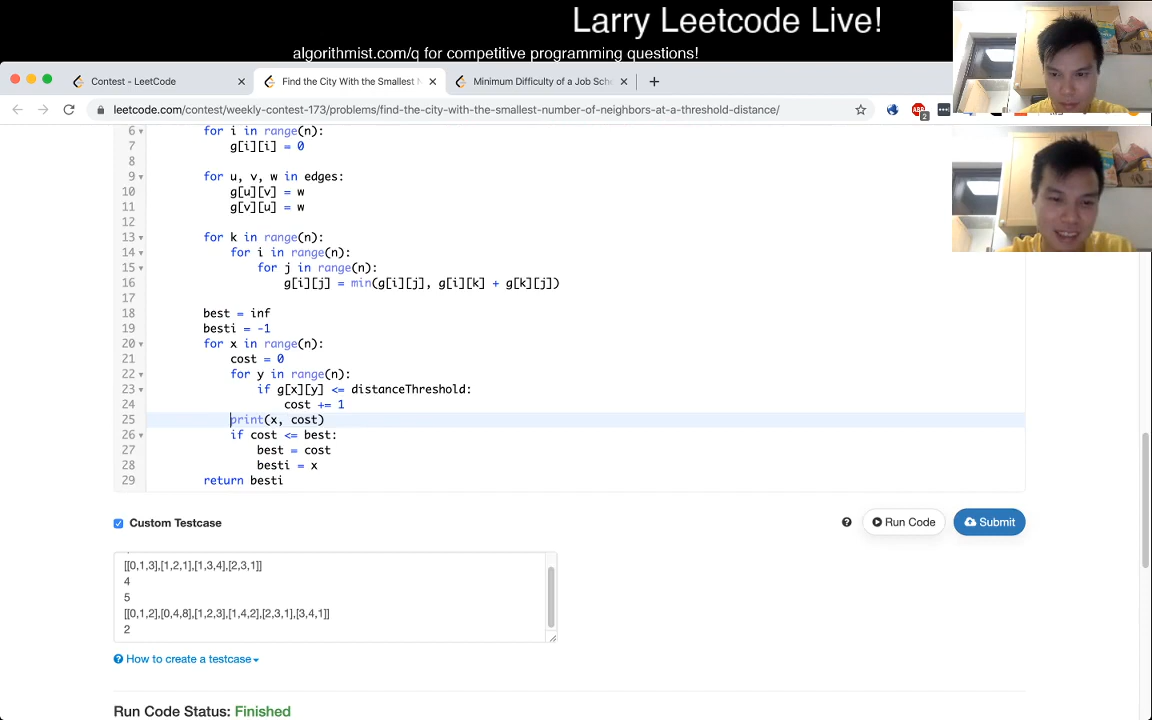 Larry Leetcode Live!
algorithmist.com/q for competitive programming questions!
Contest - LeetCode
Find the City With the Smallest
Minimum Difficulty of a Job Sch
leetcode.com/contest/weekly-contest-173/problems/find-the-city-with-the-smallest-number-of-neighbors-at-a-threshold-distance/
ABP
2
6 for i in range(n):
7 g[i][i] = 0
8
9 for u, v, w in edges:
10 g[u][v] = w
11 g[v][u] = w
12
13 for k in range(n):
14 for i in range(n):
15 for j in range(n):
16 g[i][j] = min(g[i][j], g[i][k] + g[k][j])
17
18 best = inf
19 besti = -1
20 for x in range(n):
21 cost = 0
22 for y in range(n):
23 if g[x][y] <= distanceThreshold:
24 cost += 1
25 print(x, cost)
26 if cost <= best:
27 best = cost
28 besti = x
29 return besti
Custom Testcase
Run Code
Submit
[[0,1,3],[1,2,1],[1,3,4],[2,3,1]]
4
5
[[0,1,2],[0,4,8],[1,2,3],[1,4,2],[2,3,1],[3,4,1]]
2
How to create a testcase
Run Code Status: Finished